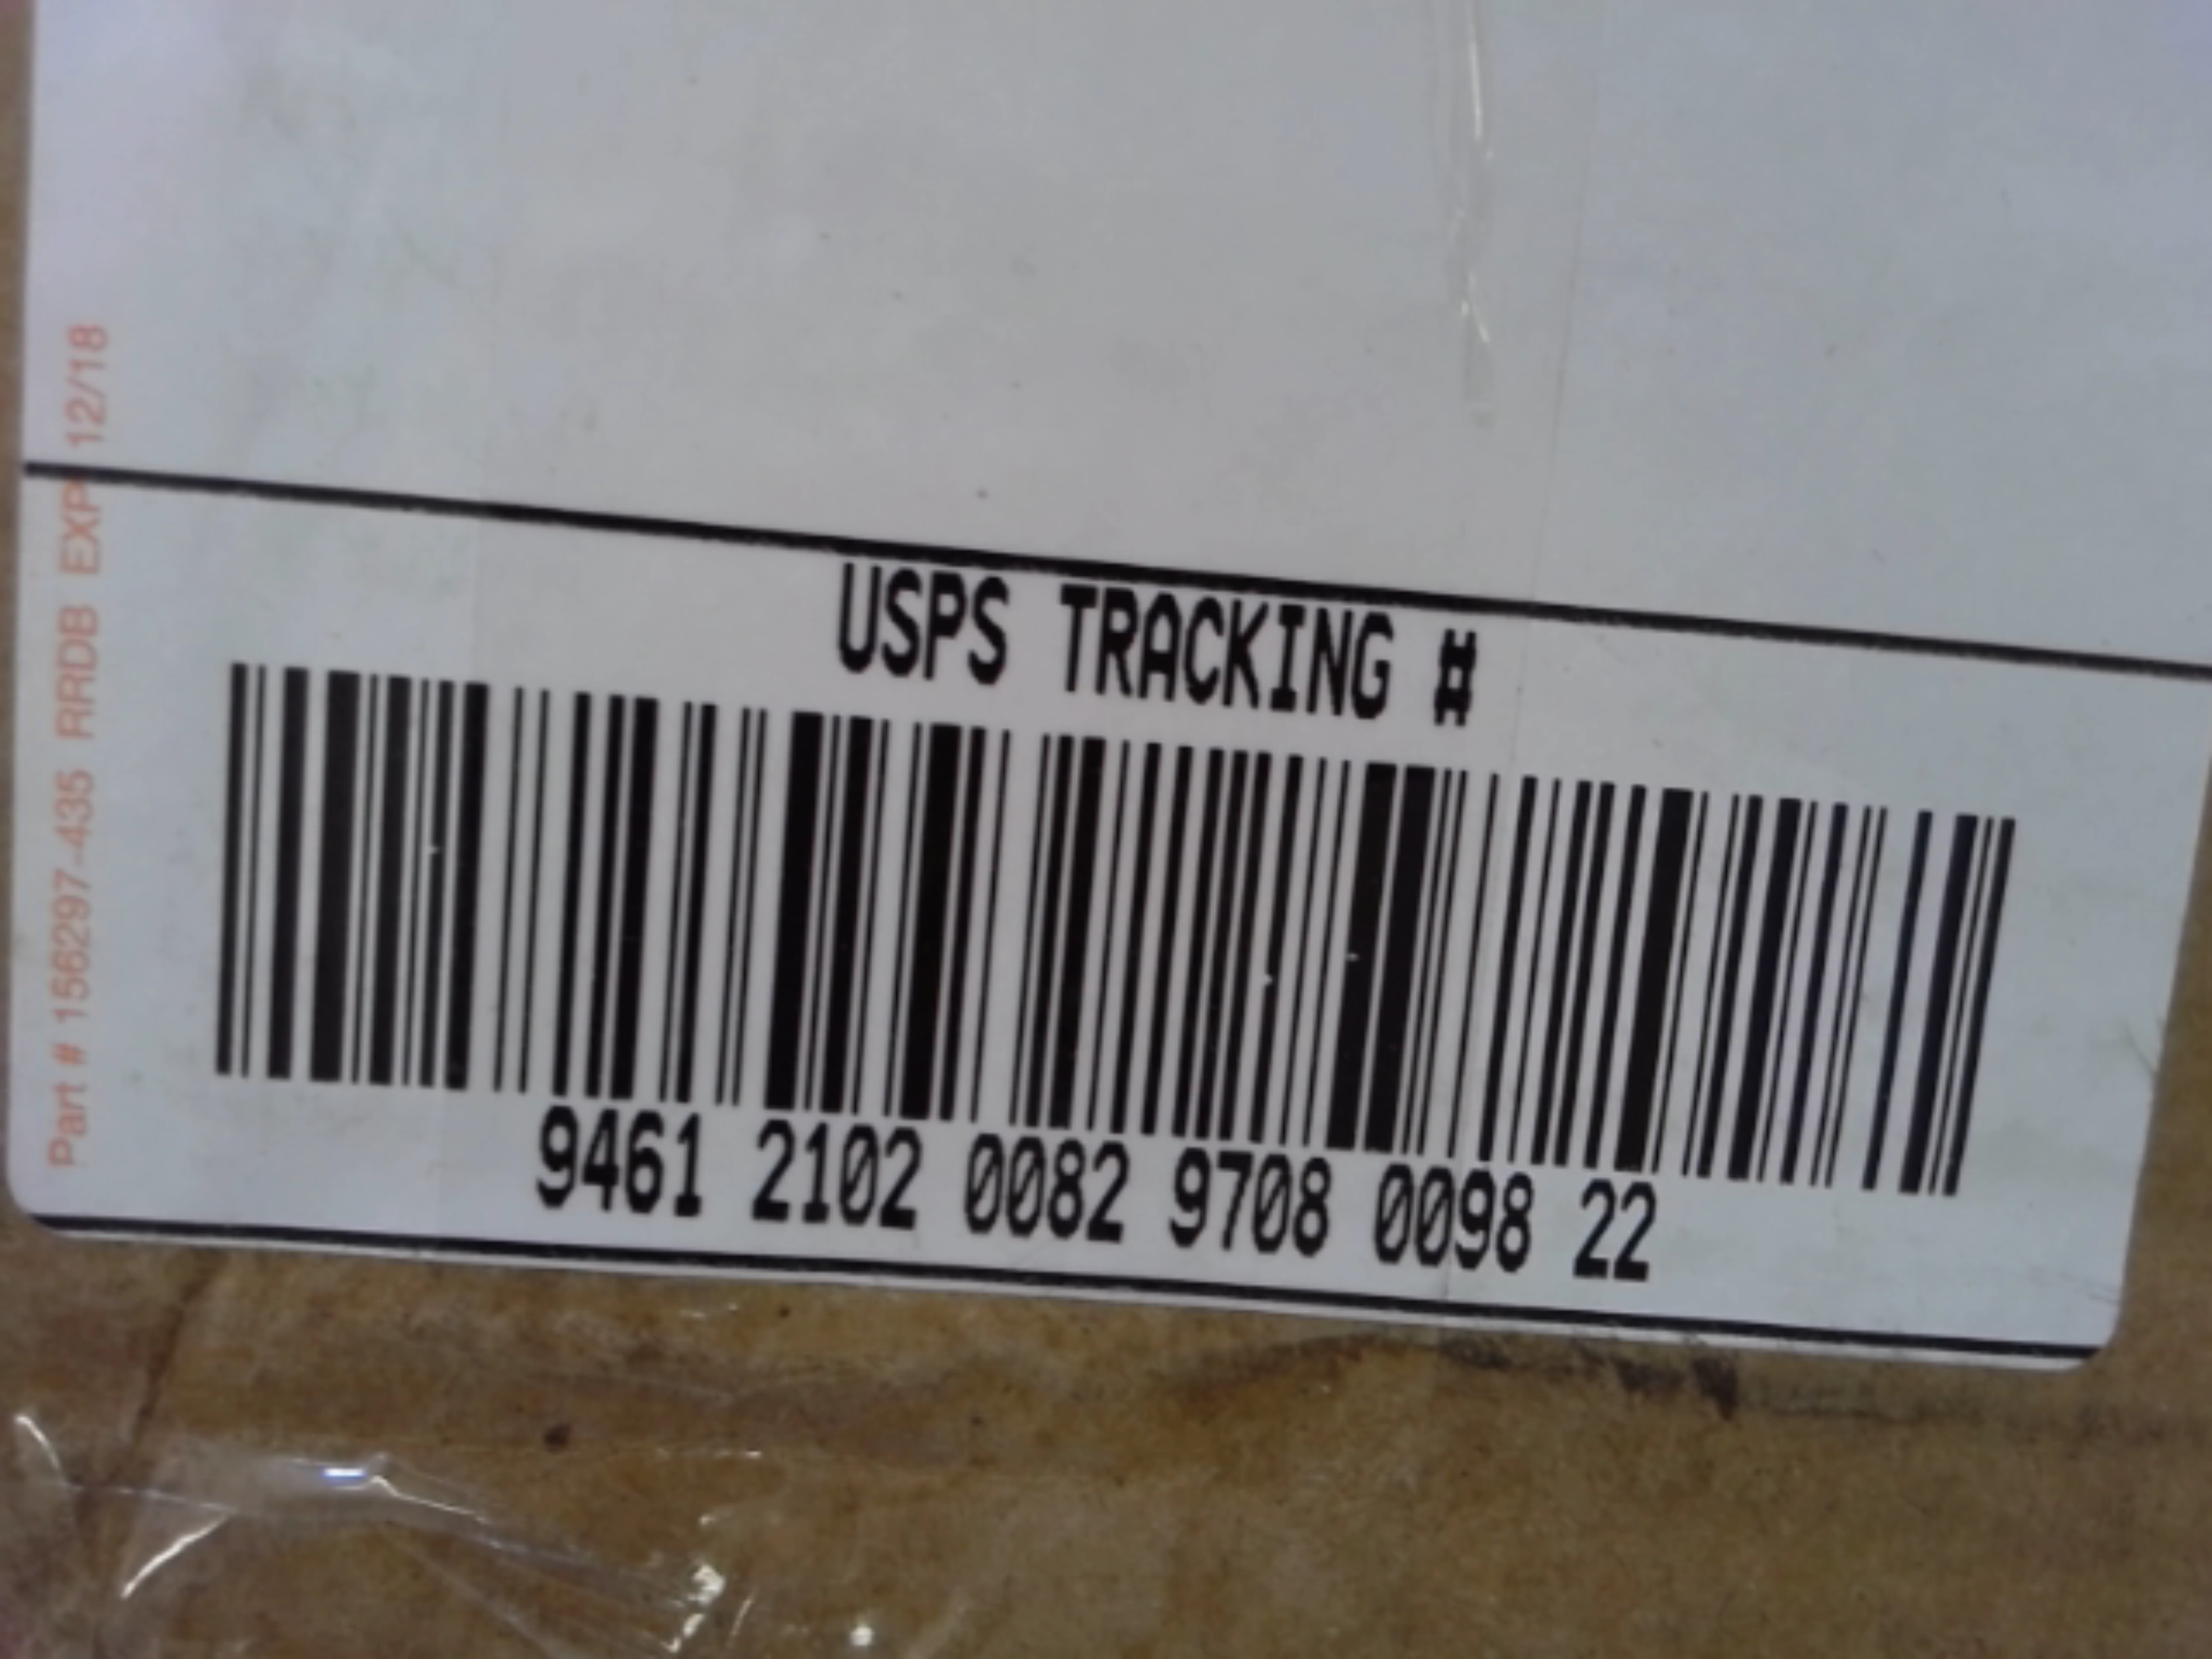 USPS TRACKING #
9461 2102 0082 9708 0098 22
Part # 156297-435 RRDB EXP 12/18